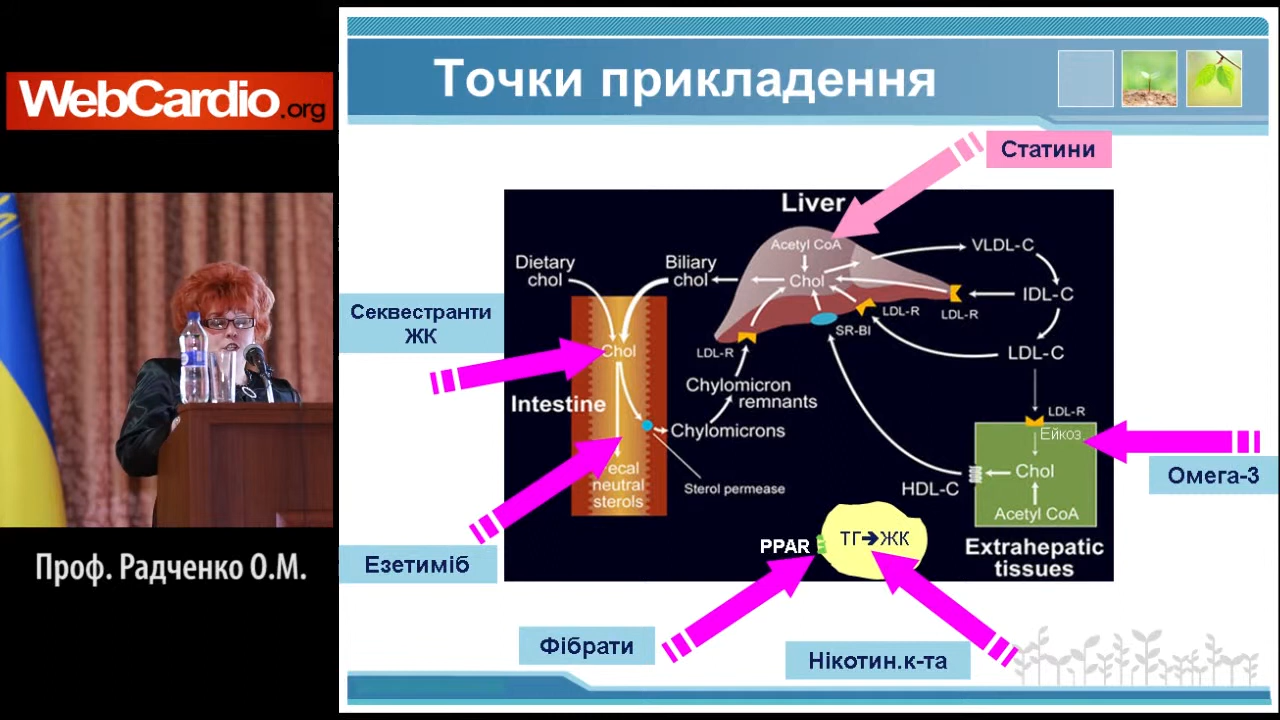 WebCardio.org
Проф. Радченко О.М.
Точки прикладення
Статини
Liver
Acetyl CoA
Chol
VLDL-C
Dietary
chol
Biliary
chol
IDL-C
LDL-R
LDL-R
SR-BI
LDL-R
LDL-C
Секвестранти
ЖК
Chol
Chylomicron
remnants
Intestine
Chylomicrons
LDL-R
Ейкоз
Омега-3
Chol
Acetyl CoA
HDL-C
Extrahepatic
tissues
ecal
neutral
sterols
Sterol permease
Езетиміб
PPAR
ТГ➔ЖК
Фібрати
Нікотин.к-та